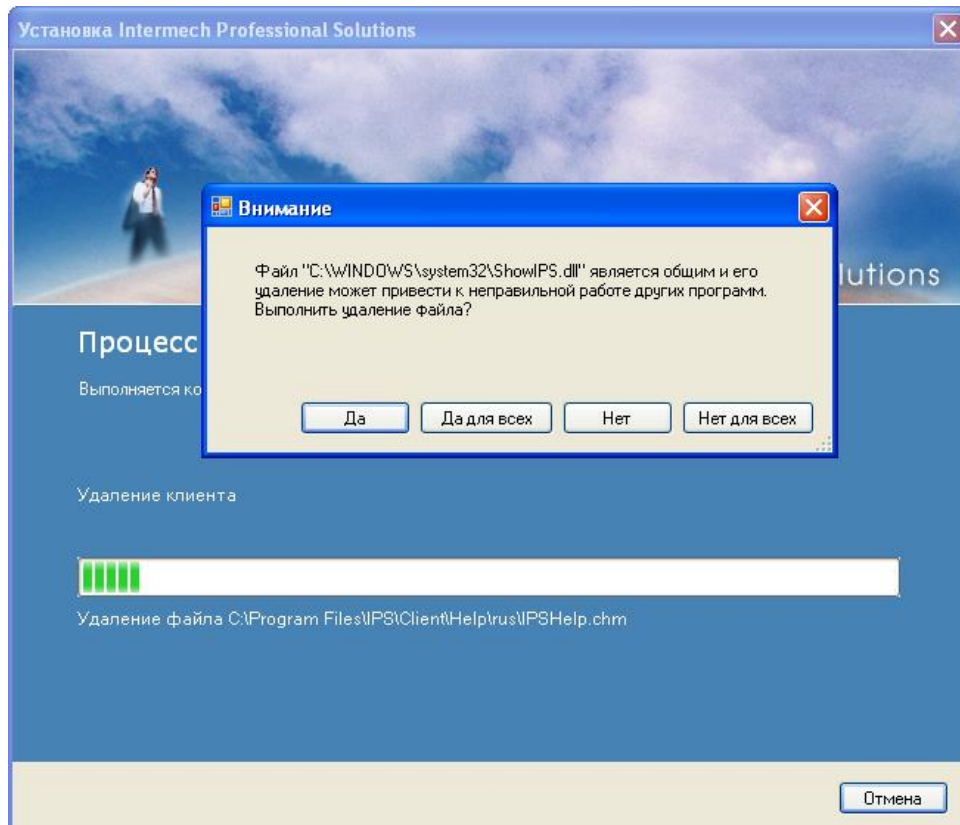 Установка Intermech Professional Solutions
Внимание
Файл "C:\WINDOWS\system32\ShowIPS.dll" является общим и его
удаление может привести к неправильной работе других программ.
Выполнить удаление файла?
lutions
Процесс
Выполняется ко
Да
Да для всех
Нет
Нет для всех
Удаление клиента
Удаление файла C:\Program Files\IPS\Client\Help\rus\IPSHelp.chm
Отмена